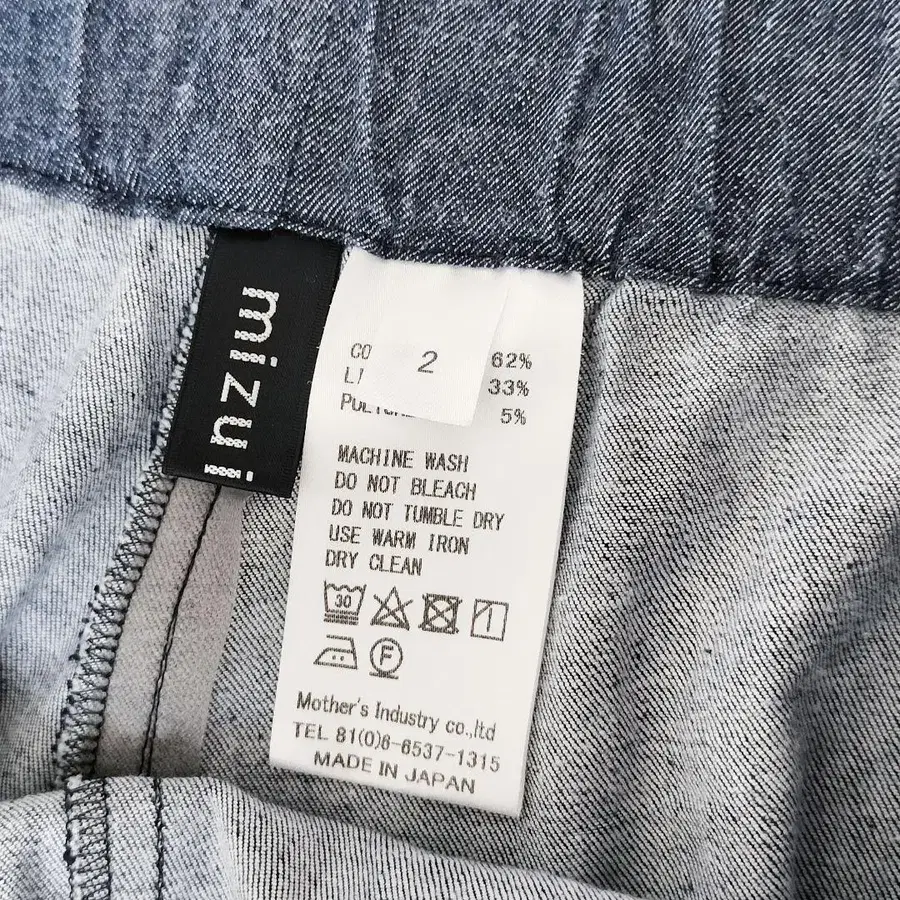 mizui
2
CO 62%
33%
5%
MACHINE WASH
DO NOT BLEACH
DO NOT TUMBLE DRY
USE WARM IRON
DRY CLEAN
30
F
Mother's Industry co.,ltd
TEL 81(0)6-6537-1315
MADE IN JAPAN